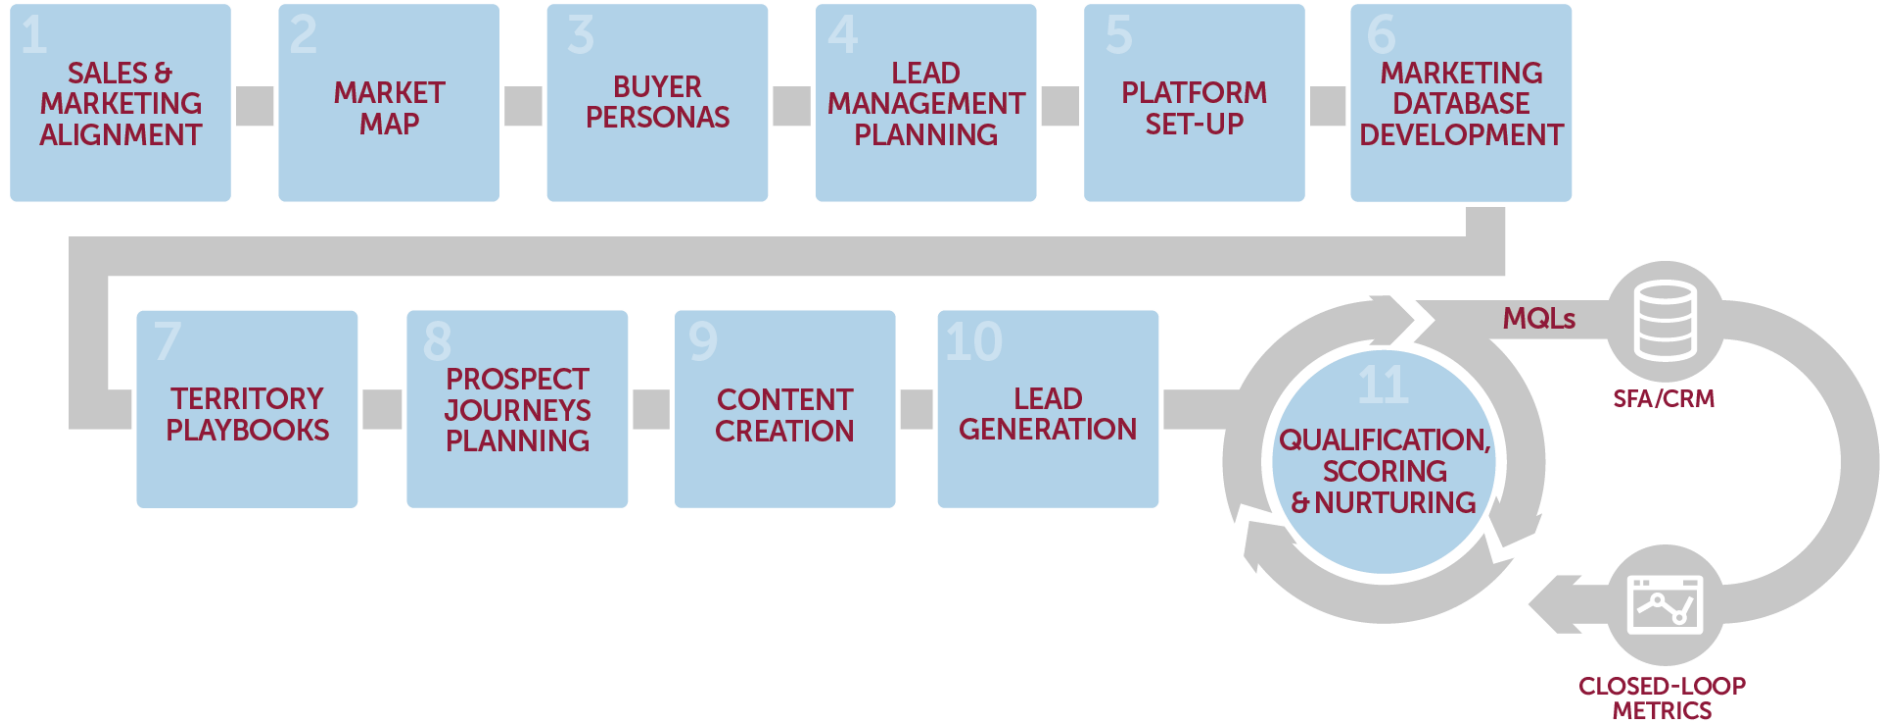 1
SALES &
MARKETING
ALIGNMENT
2
MARKET
MAP
3
BUYER
PERSONAS
4
LEAD
MANAGEMENT
PLANNING
5
PLATFORM
SET-UP
6
MARKETING
DATABASE
DEVELOPMENT
7
TERRITORY
PLAYBOOKS
8
PROSPECT
JOURNEYS
PLANNING
9
CONTENT
CREATION
10
LEAD
GENERATION
11
QUALIFICATION,
SCORING
& NURTURING
MQLs
SFA/CRM
CLOSED-LOOP
METRICS